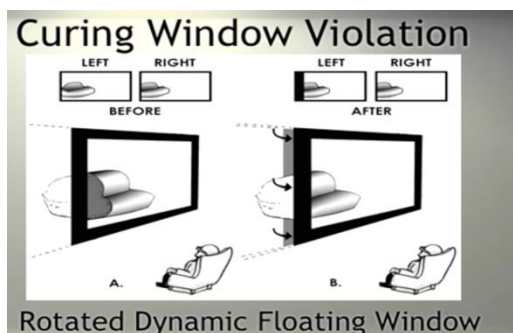 Curing Window Violation
LEFT RIGHT LEFT RIGHT
BEFORE AFTER
A. B.
Rotated Dynamic Floating Window